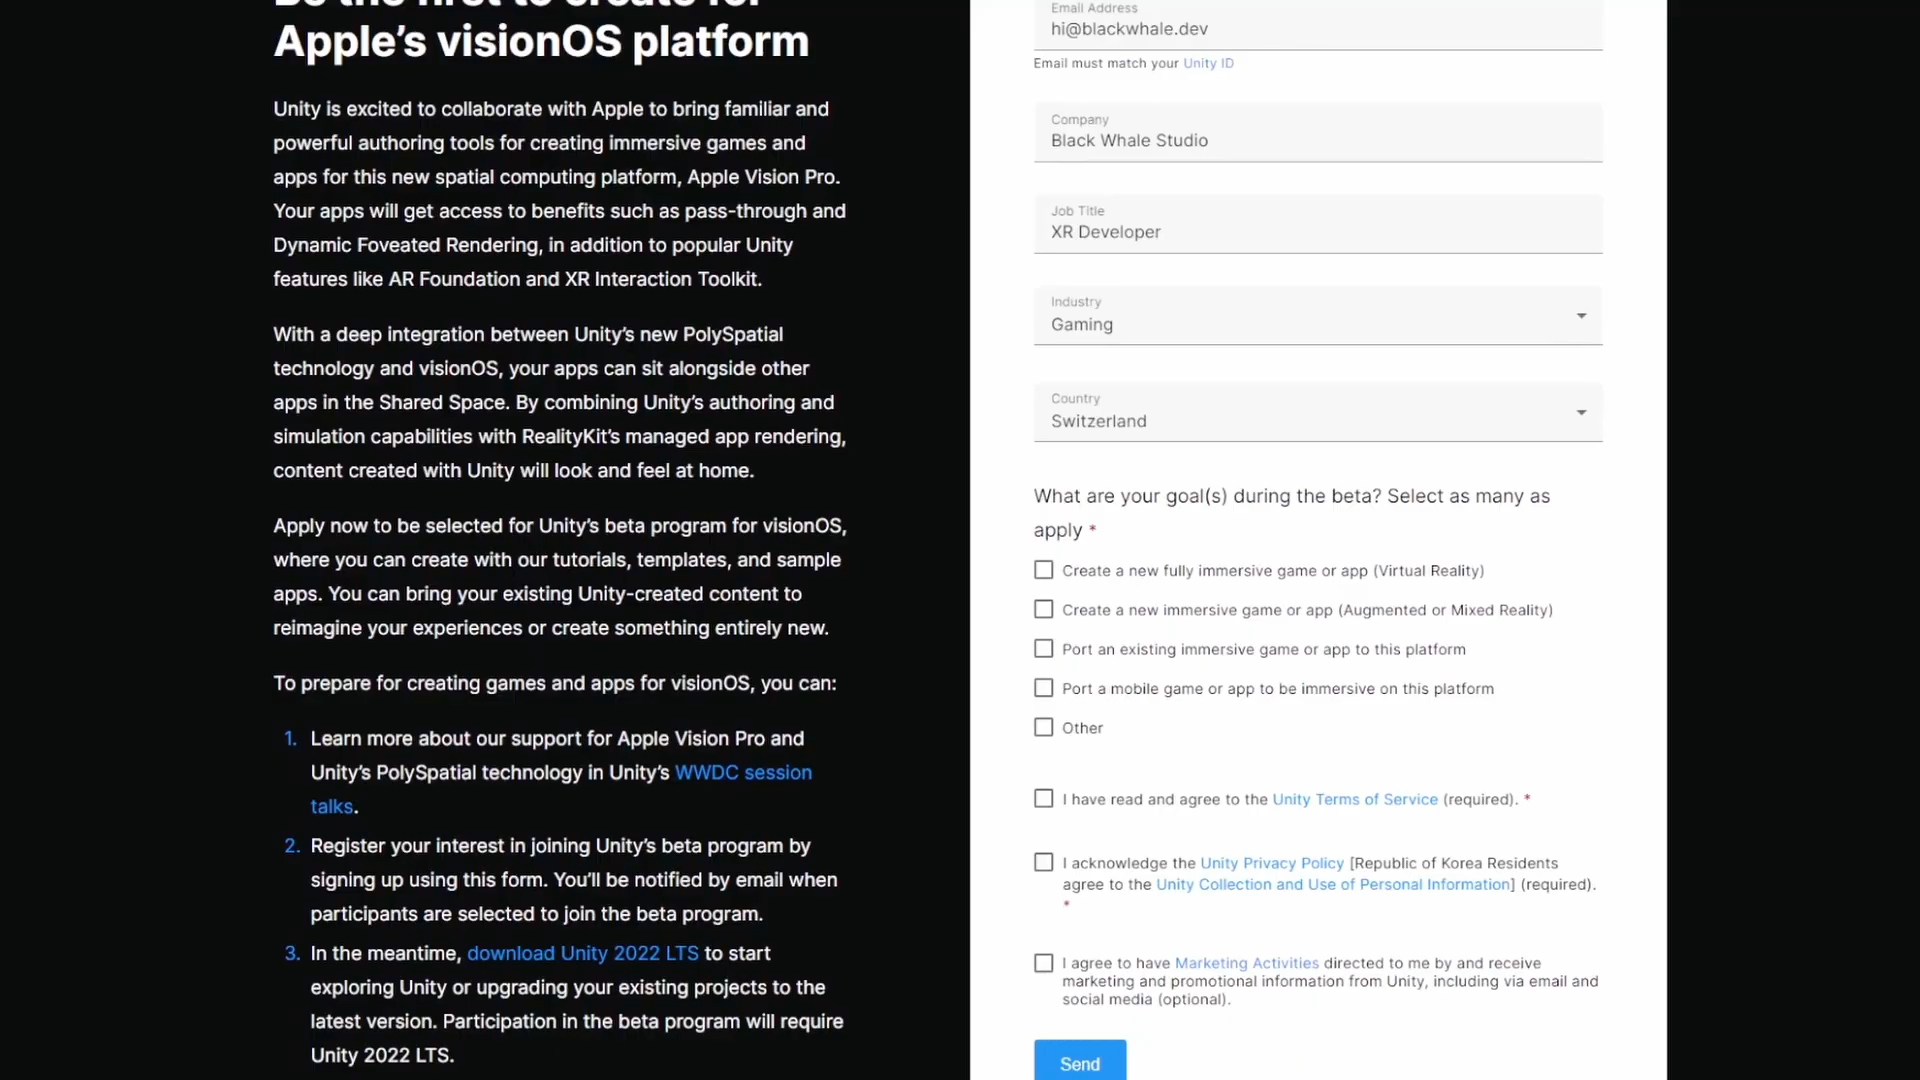 Be the first to create for
Apple’s visionOS platform
Unity is excited to collaborate with Apple to bring familiar and
powerful authoring tools for creating immersive games and
apps for this new spatial computing platform, Apple Vision Pro.
Your apps will get access to benefits such as pass-through and
Dynamic Foveated Rendering, in addition to popular Unity
features like AR Foundation and XR Interaction Toolkit.
With a deep integration between Unity’s new PolySpatial
technology and visionOS, your apps can sit alongside other
apps in the Shared Space. By combining Unity’s authoring and
simulation capabilities with RealityKit’s managed app rendering,
content created with Unity will look and feel at home.
Apply now to be selected for Unity’s beta program for visionOS,
where you can create with our tutorials, templates, and sample
apps. You can bring your existing Unity-created content to
reimagine your experiences or create something entirely new.
To prepare for creating games and apps for visionOS, you can:
1. Learn more about our support for Apple Vision Pro and
Unity’s PolySpatial technology in Unity’s WWDC session
talks.
2. Register your interest in joining Unity’s beta program by
signing up using this form. You’ll be notified by email when
participants are selected to join the beta program.
3. In the meantime, download Unity 2022 LTS to start
exploring Unity or upgrading your existing projects to the
latest version. Participation in the beta program will require
Unity 2022 LTS.
Email Address
hi@blackwhale.dev
Email must match your Unity ID
Company
Black Whale Studio
Job Title
XR Developer
Industry
Gaming
Country
Switzerland
What are your goal(s) during the beta? Select as many as
apply *
Create a new fully immersive game or app (Virtual Reality)
Create a new immersive game or app (Augmented or Mixed Reality)
Port an existing immersive game or app to this platform
Port a mobile game or app to be immersive on this platform
Other
I have read and agree to the Unity Terms of Service (required). *
I acknowledge the Unity Privacy Policy [Republic of Korea Residents
agree to the Unity Collection and Use of Personal Information] (required).
*
I agree to have Marketing Activities directed to me by and receive
marketing and promotional information from Unity, including via email and
social media (optional).
Send